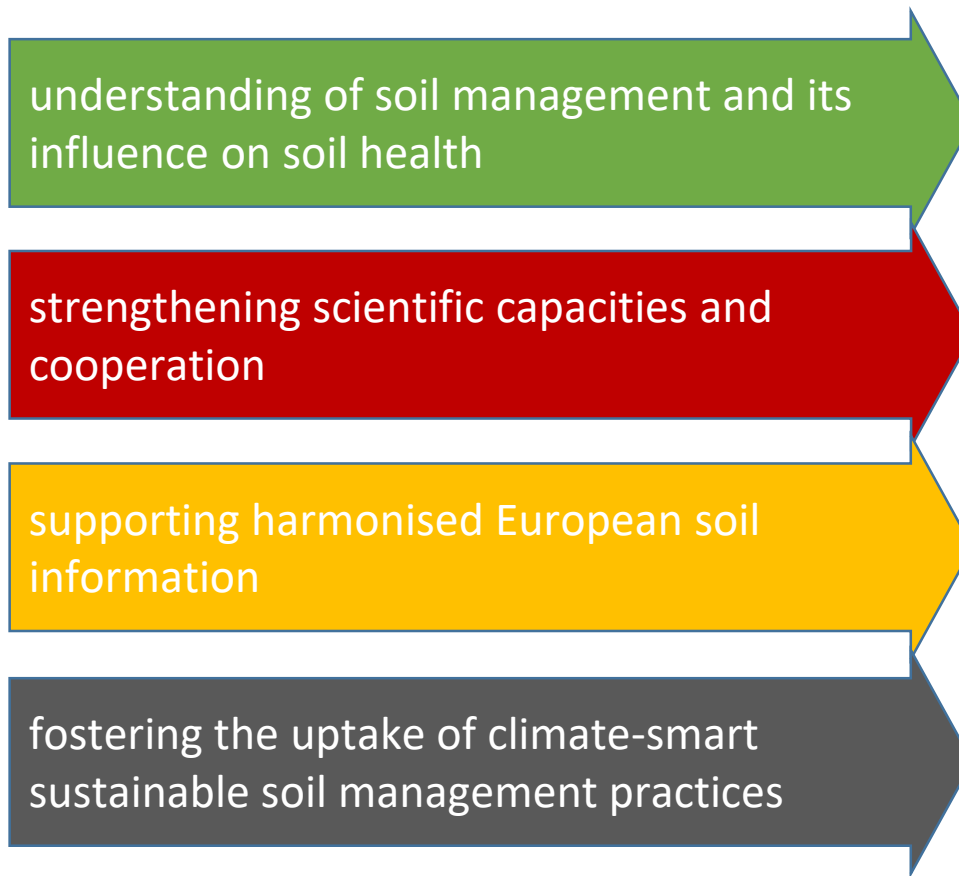 understanding of soil management and its
influence on soil health
strengthening scientific capacities and
cooperation
supporting harmonised European soil
information
fostering the uptake of climate-smart
sustainable soil management practices